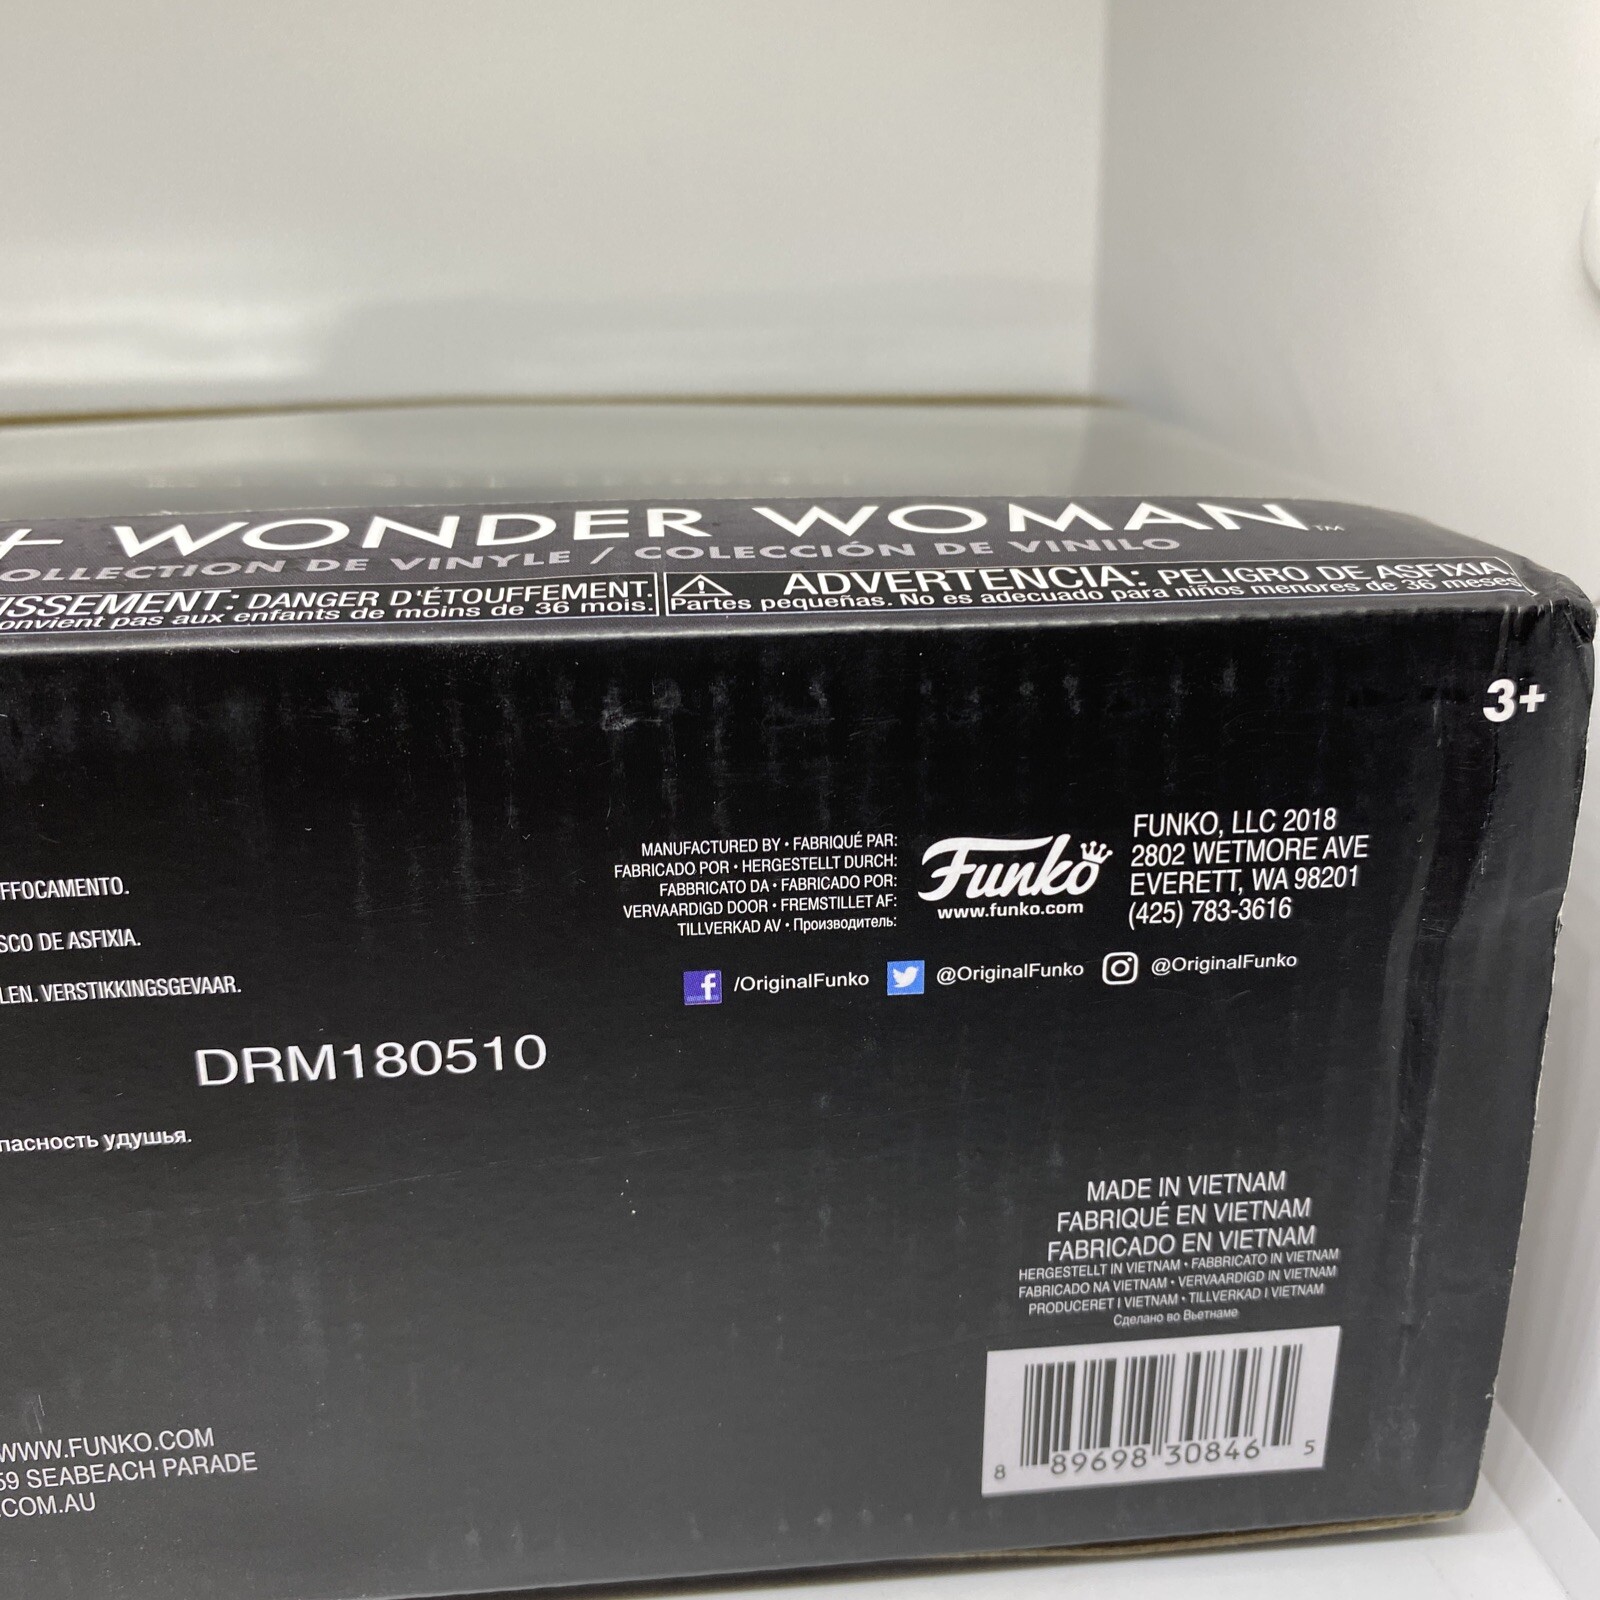 + WONDER WOMAN™
OLLECTION DE VINYLE / COLECCIÓN DE VINILO
ISSEMENT: DANGER D'ÉTOUFFEMENT.
onvient pas aux enfants de moins de 36 mois.
ADVERTENCIA: PELIGRO DE ASFIXIA.
Partes pequeñas. No es adecuado para niños menores de 36 meses
3+
FFOCAMENTO.
SCO DE ASFIXIA.
LEN. VERSTIKKINGSGEVAAR.
DRM180510
пасность удушья.
MANUFACTURED BY • FABRIQUÉ PAR:
FABRICADO POR • HERGESTELLT DURCH:
FABBRICATO DA • FABRICADO POR:
VERVAARDIGD DOOR • FREMSTILLET AF:
TILLVERKAD AV • Производитель:
Funko
www.funko.com
FUNKO, LLC 2018
2802 WETMORE AVE
EVERETT, WA 98201
(425) 783-3616
f /OriginalFunko @OriginalFunko @OriginalFunko
MADE IN VIETNAM
FABRIQUÉ EN VIETNAM
FABRICADO EN VIETNAM
HERGESTELLT IN VIETNAM • FABBRICATO IN VIETNAM
FABRICADO NA VIETNAM • VERVAARDIGD IN VIETNAM
PRODUCERET I VIETNAM • TILLVERKAD I VIETNAM
Сделано во Вьетнаме
8 89698 30846 5
WWW.FUNKO.COM
59 SEABEACH PARADE
.COM.AU